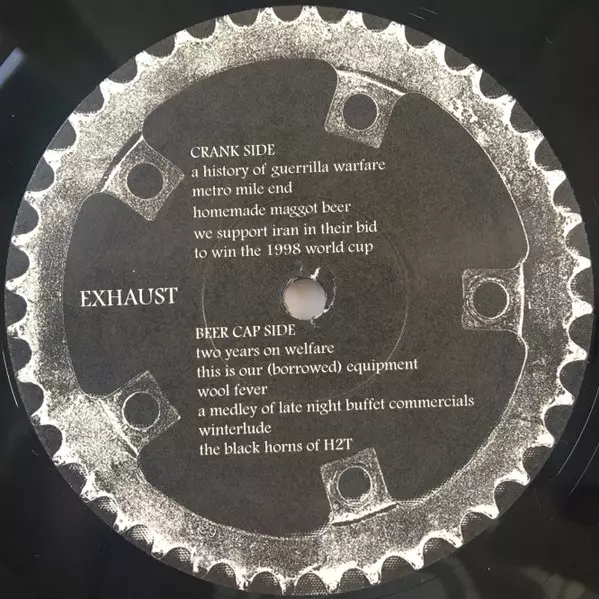 CRANK SIDE
a history of guerrilla warfare
metro mile end
homemade maggot beer
we support iran in their bid
to win the 1998 world cup
EXHAUST
BEER CAP SIDE
two years on welfare
this is our (borrowed) equipment
wool fever
a medley of late night buffet commercials
winterlude
the black horns of H2T